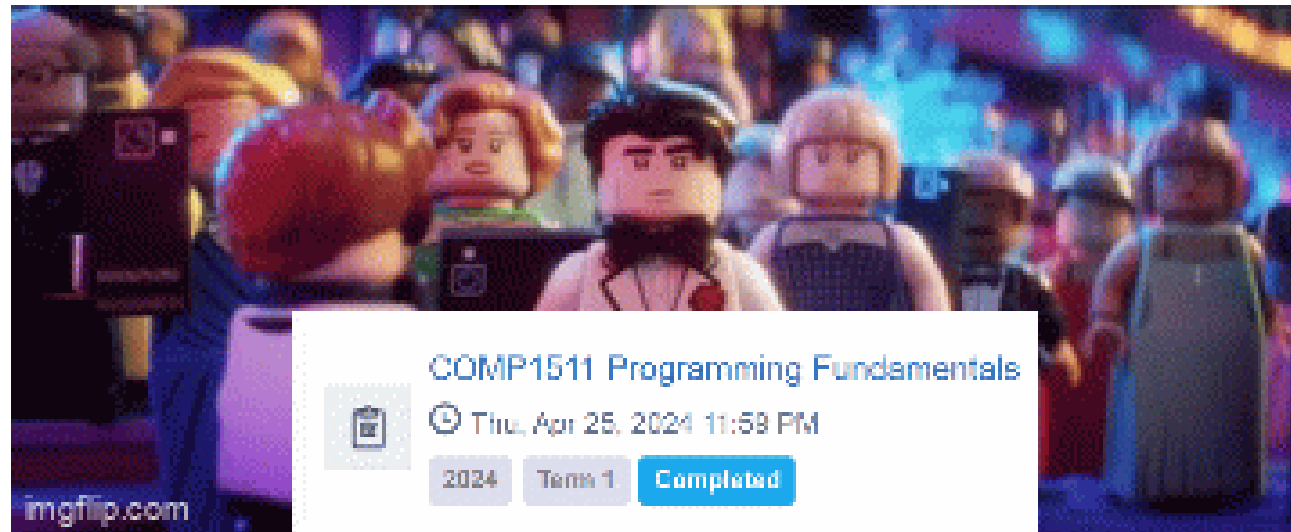 COMP1511 Programming Fundamentals
Thu, Apr 25, 2024 11:59 PM
2024 Term 1 Completed
imgflip.com